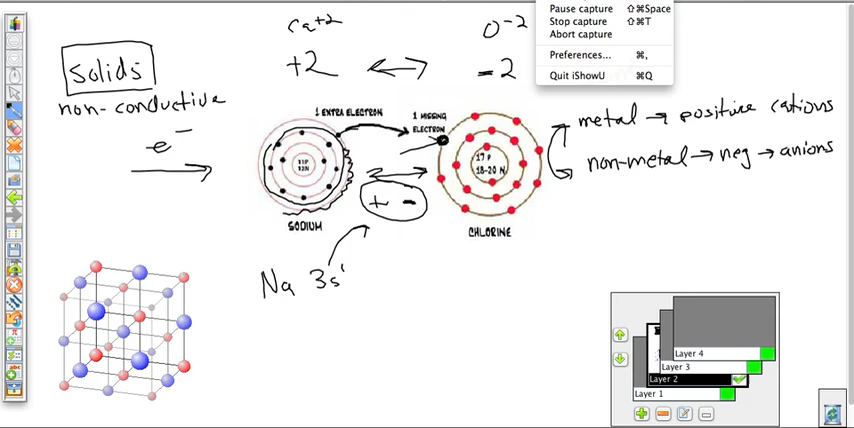 Pause capture ⇧⌘Space
Stop capture ⇧⌘T
Abort capture
Preferences... ⌘,
Quit iShowU ⌘Q
Ca+2
O-2
+2
-2
Solids
non-conductive
e-
1 EXTRA ELECTRON
1 MISSING
ELECTRON
11P
12N
17 P
18-20 N
+ -
SODIUM
CHLORINE
metal → positive cations
non-metal → neg → anions
Na 3s1
Layer 4
Layer 3
Layer 2
Layer 1